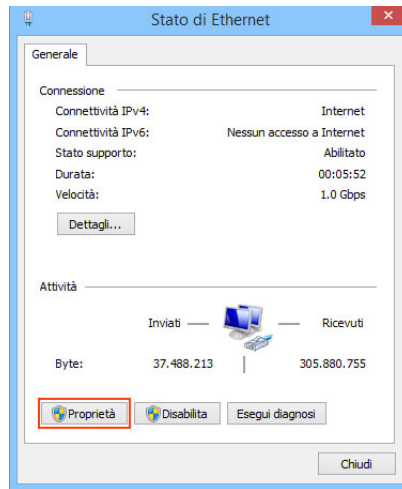 Stato di Ethernet
Generale
Connessione
Connettività IPv4: Internet
Connettività IPv6: Nessun accesso a Internet
Stato supporto: Abilitato
Durata: 00:05:52
Velocità: 1.0 Gbps
Dettagli...
Attività
Inviati — — Ricevuti
Byte: 37.488.213 | 305.880.755
Proprietà Disabilita Esegui diagnosi
Chiudi